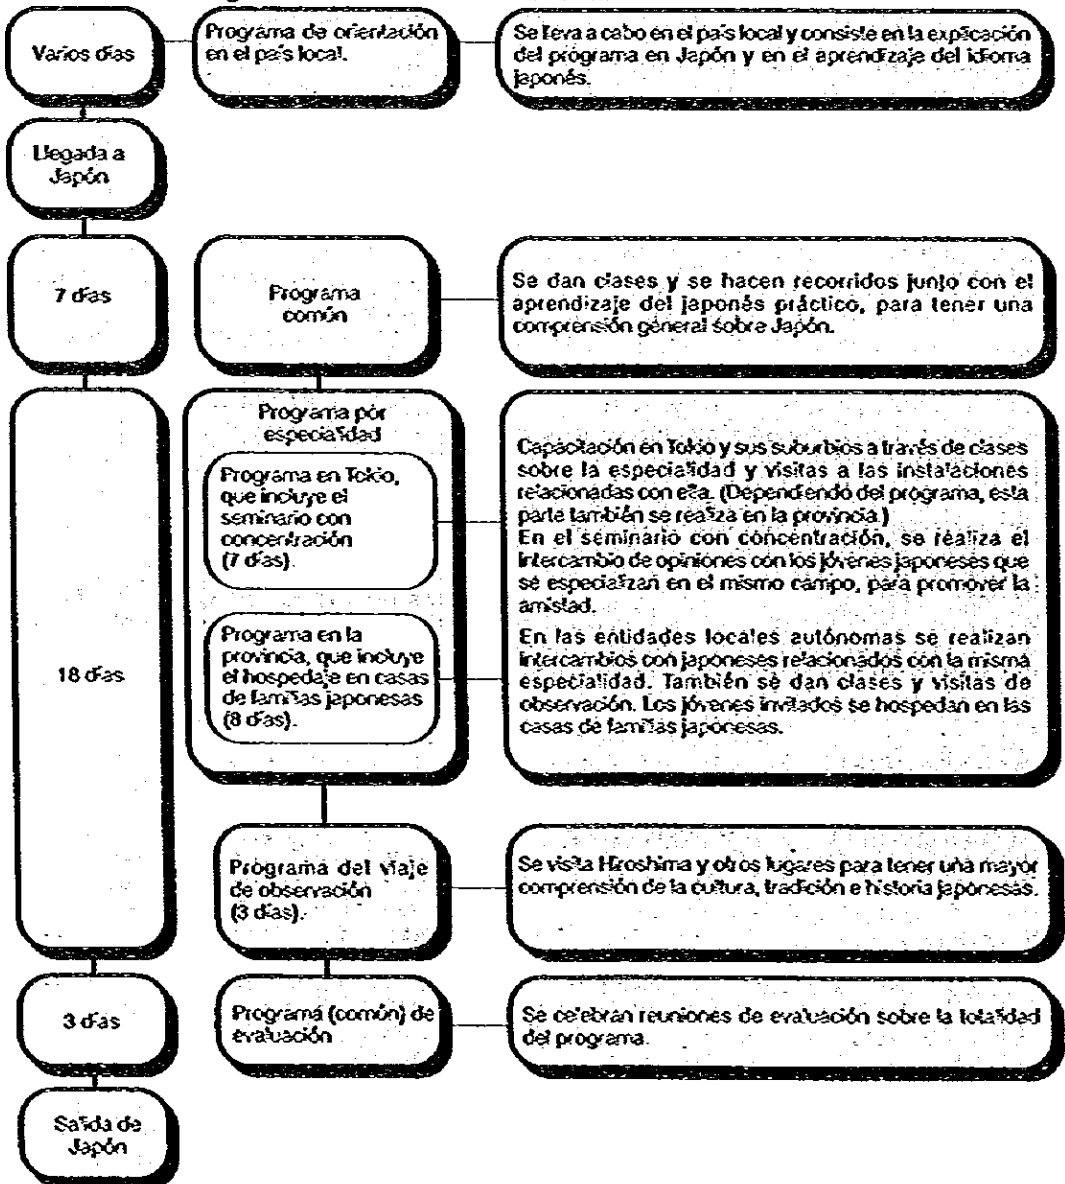 Varios días
Programa de orientación
en el país local.
Se lleva a cabo en el país local y consiste en la explicación
del programa en Japón y en el aprendizaje del idioma
japonés.
Llegada a
Japón
7 días
Programa
común
Se dan clases y se hacen recorridos junto con el
aprendizaje del japonés práctico, para tener una
comprensión general sobre Japón.
18 días
Programa por
especialidad
Programa en Tokio,
que incluye el
seminario con
concentración
(7 días).
Capacitación en Tokio y sus suburbios a través de clases
sobre la especialidad y visitas a las instalaciones
relacionadas con ella. (Dependiendo del programa, esta
parte también se realiza en la provincia.)
En el seminario con concentración, se realiza el
intercambio de opiniones con los jóvenes japoneses que
se especializan en el mismo campo, para promover la
amistad.
Programa en la
provincia, que incluye
el hospedaje en casas
de familias japonesas
(8 días).
En las entidades locales autónomas se realizan
intercambios con japoneses relacionados con la misma
especialidad. También se dan clases y visitas de
observación. Los jóvenes invitados se hospedan en las
casas de familias japonesas.
Programa del viaje
de observación
(3 días).
Se visita Hiroshima y otros lugares para tener una mayor
comprensión de la cultura, tradición e historia japonesas.
3 días
Programa (común) de
evaluación
Se celebran reuniones de evaluación sobre la totalidad
del programa.
Salida de
Japón